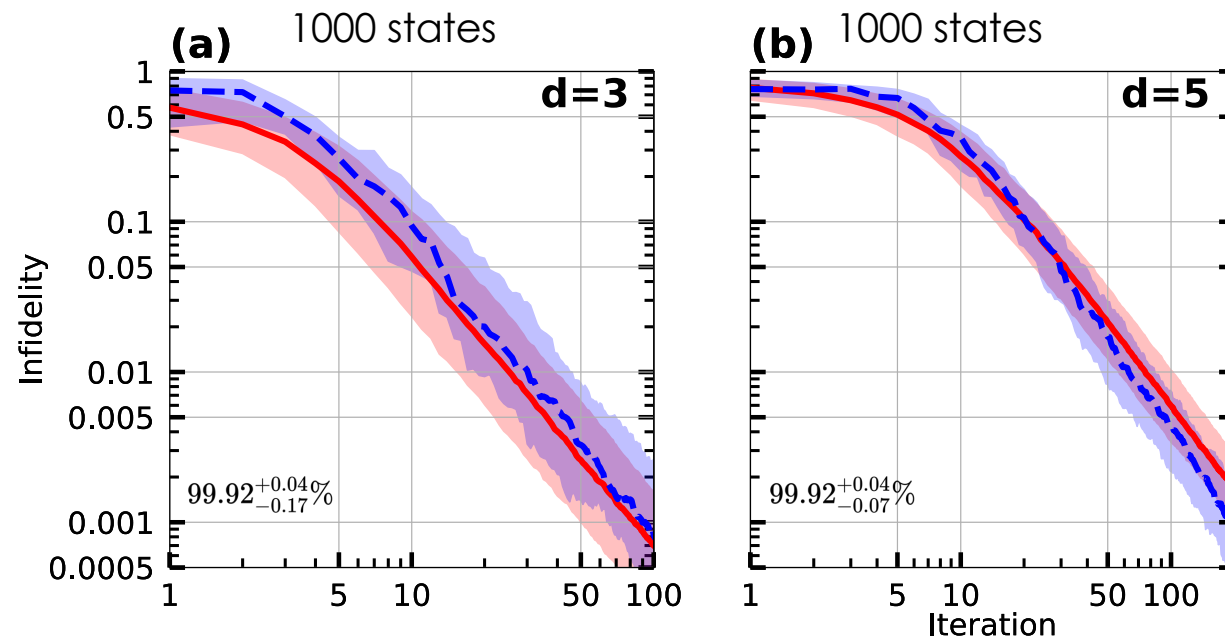 1000 states
(a)
d=3
Infidelity
1
0.5
0.1
0.05
0.01
0.005
0.001
0.0005
99.92+0.04−0.17%
1 5 10 50 100
1000 states
(b)
d=5
99.92+0.04−0.07%
1 5 10 50 100
Iteration